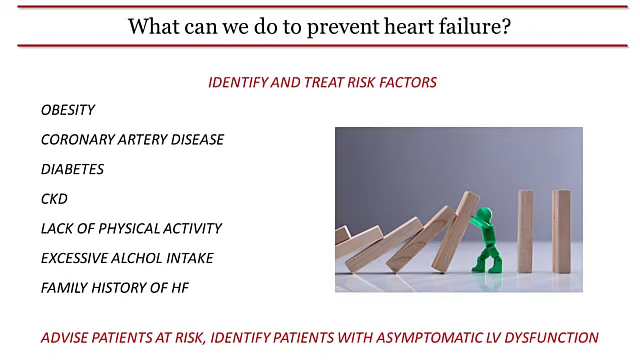 What can we do to prevent heart failure?
IDENTIFY AND TREAT RISK FACTORS
OBESITY
CORONARY ARTERY DISEASE
DIABETES
CKD
LACK OF PHYSICAL ACTIVITY
EXCESSIVE ALCHOL INTAKE
FAMILY HISTORY OF HF
ADVISE PATIENTS AT RISK, IDENTIFY PATIENTS WITH ASYMPTOMATIC LV DYSFUNCTION